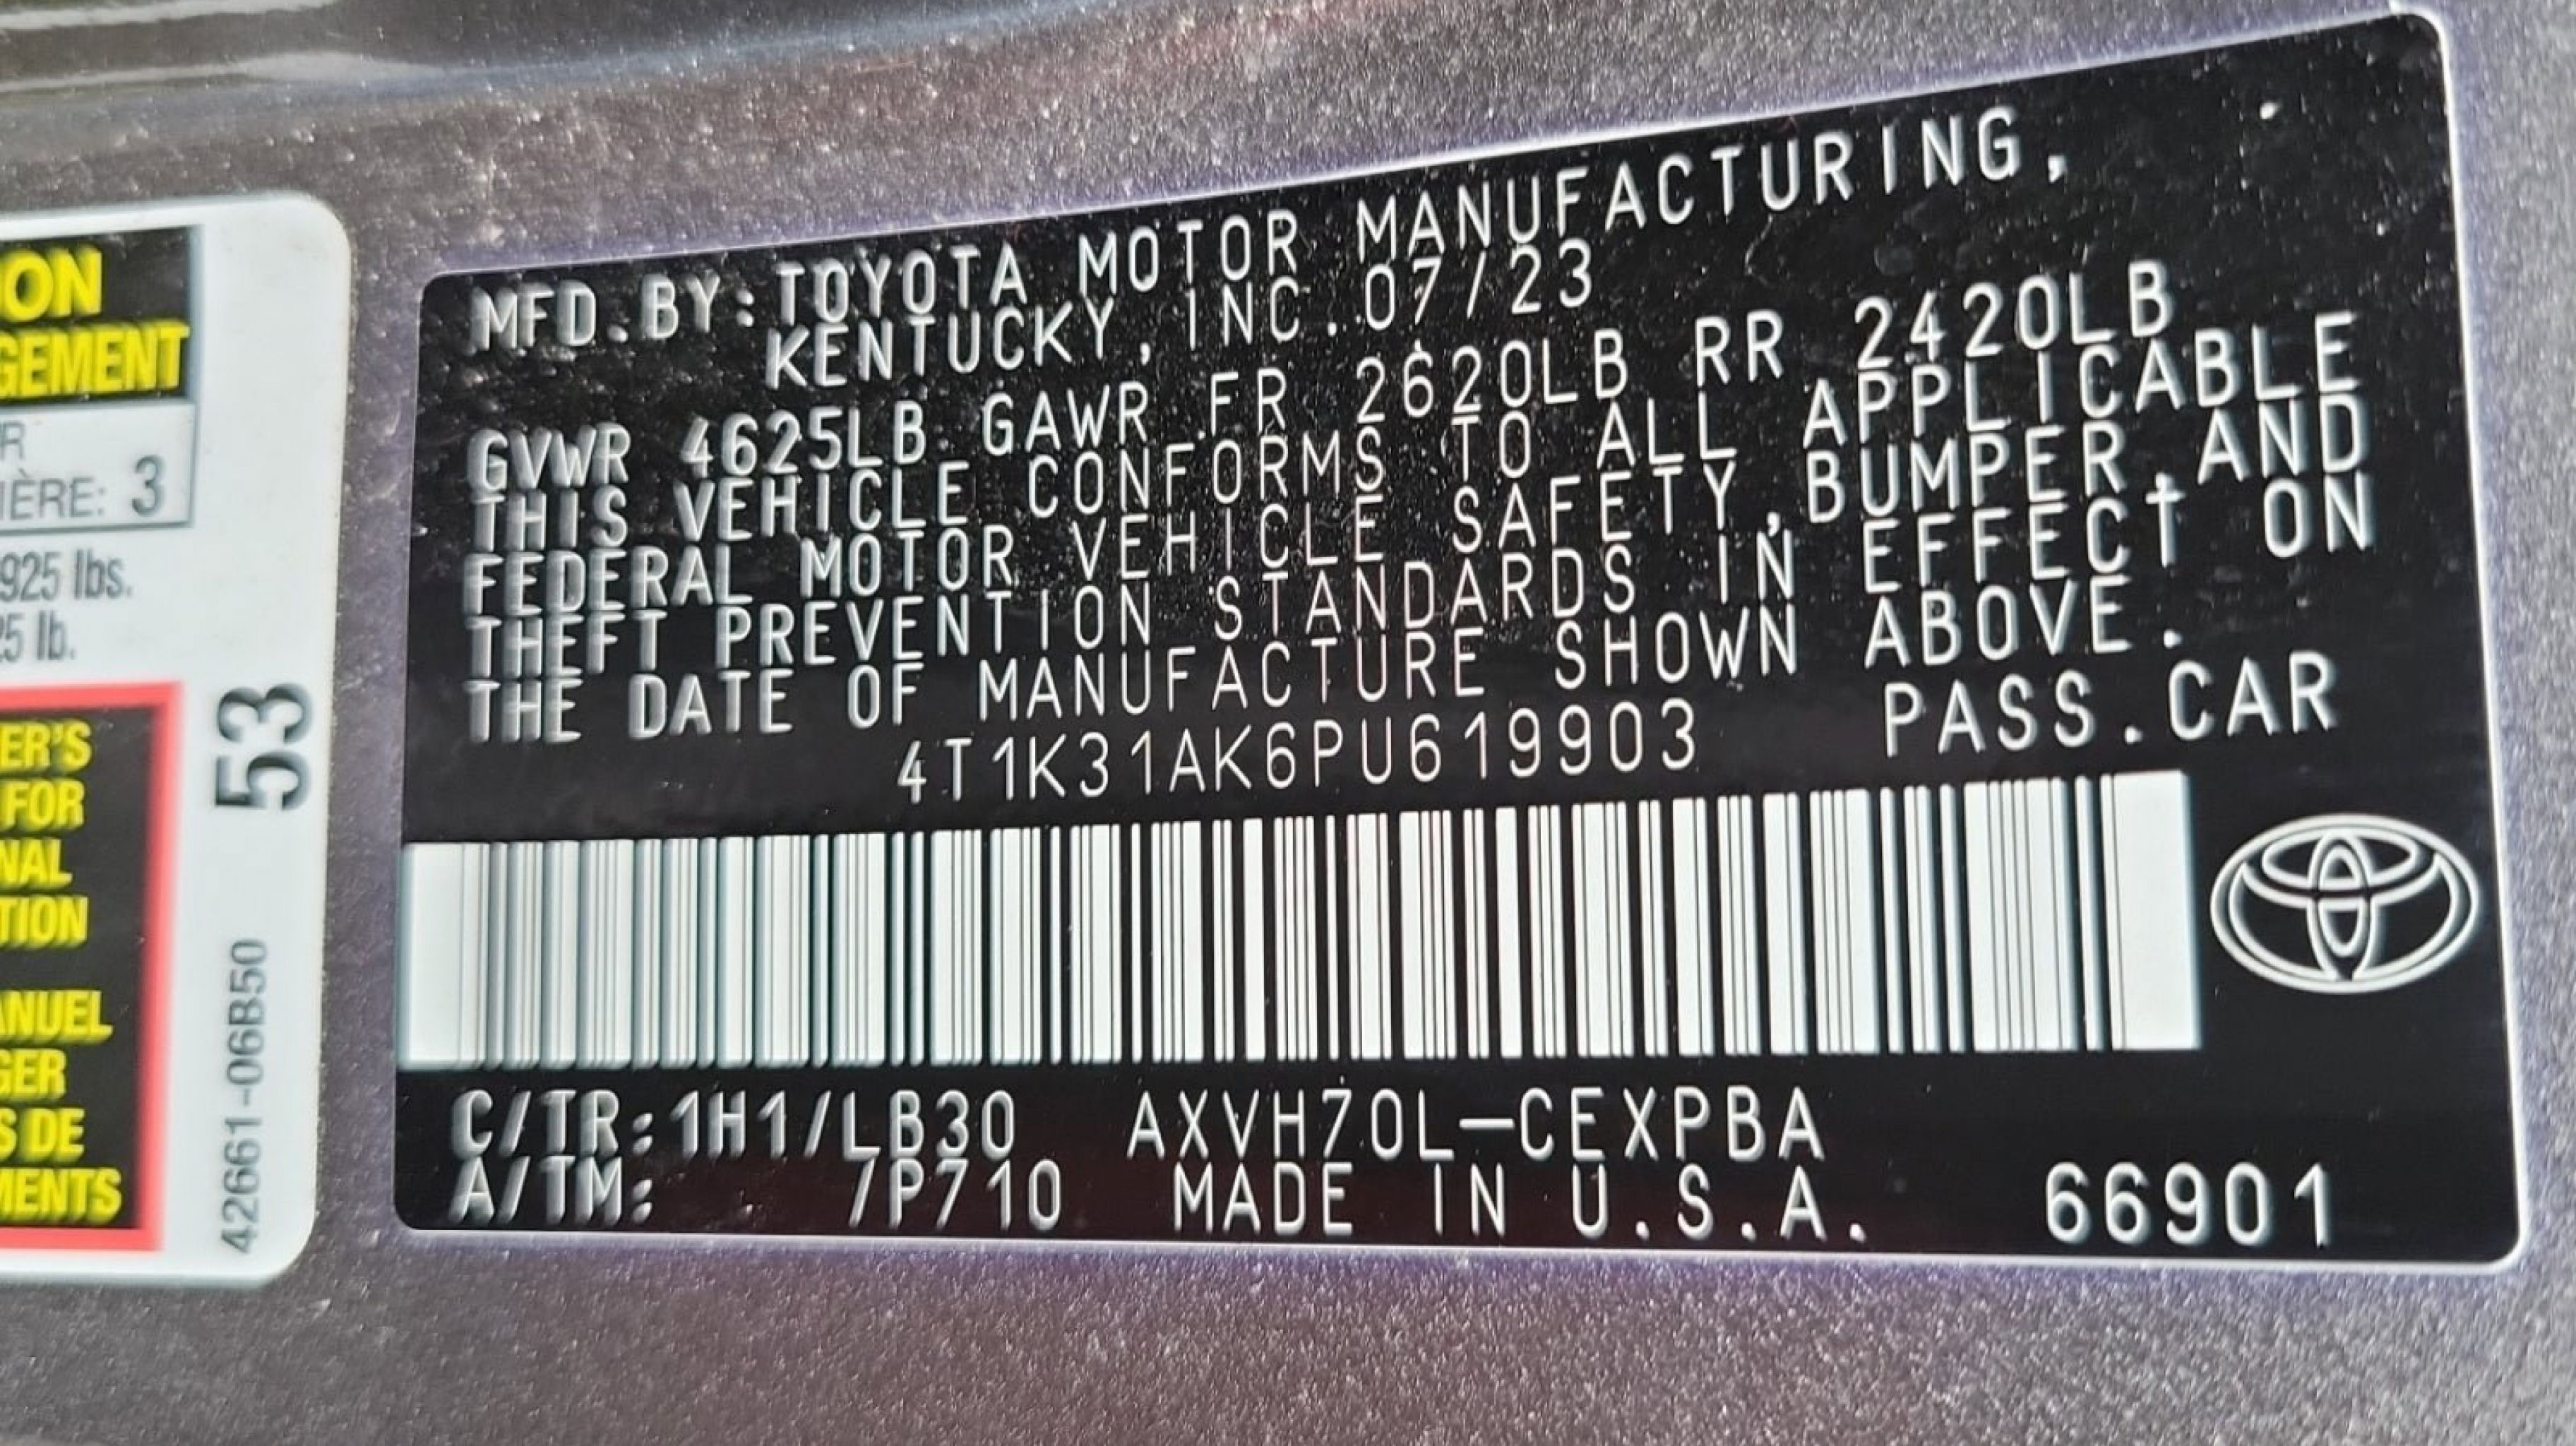 ON
GEMENT
R
IÈRE: 3
925 lbs.
5 lb.
ER'S
FOR
NAL
TION
ANUEL
GER
S DE
MENTS
53
42661-06B50
MFD.BY:TOYOTA MOTOR MANUFACTURING,
KENTUCKY, INC.07/23
GVWR 4625LB GAWR FR 2620LB RR 2420LB
THIS VEHICLE CONFORMS TO ALL APPLICABLE
FEDERAL MOTOR VEHICLE SAFETY,BUMPER,AND
THEFT PREVENTION STANDARDS IN EFFECT ON
THE DATE OF MANUFACTURE SHOWN ABOVE.
4T1K31AK6PU619903 PASS.CAR
C/TR:1H1/LB30 AXVH70L-CEXPBA
A/TM: /P710 MADE IN U.S.A. 66901